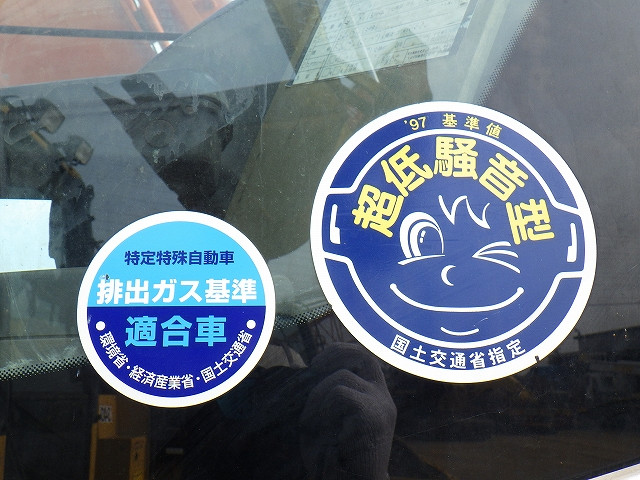 '97 基準値
超低騒音型
国土交通省指定
特定特殊自動車
排出ガス基準
適合車
・環境省・経済産業省・国土交通省・